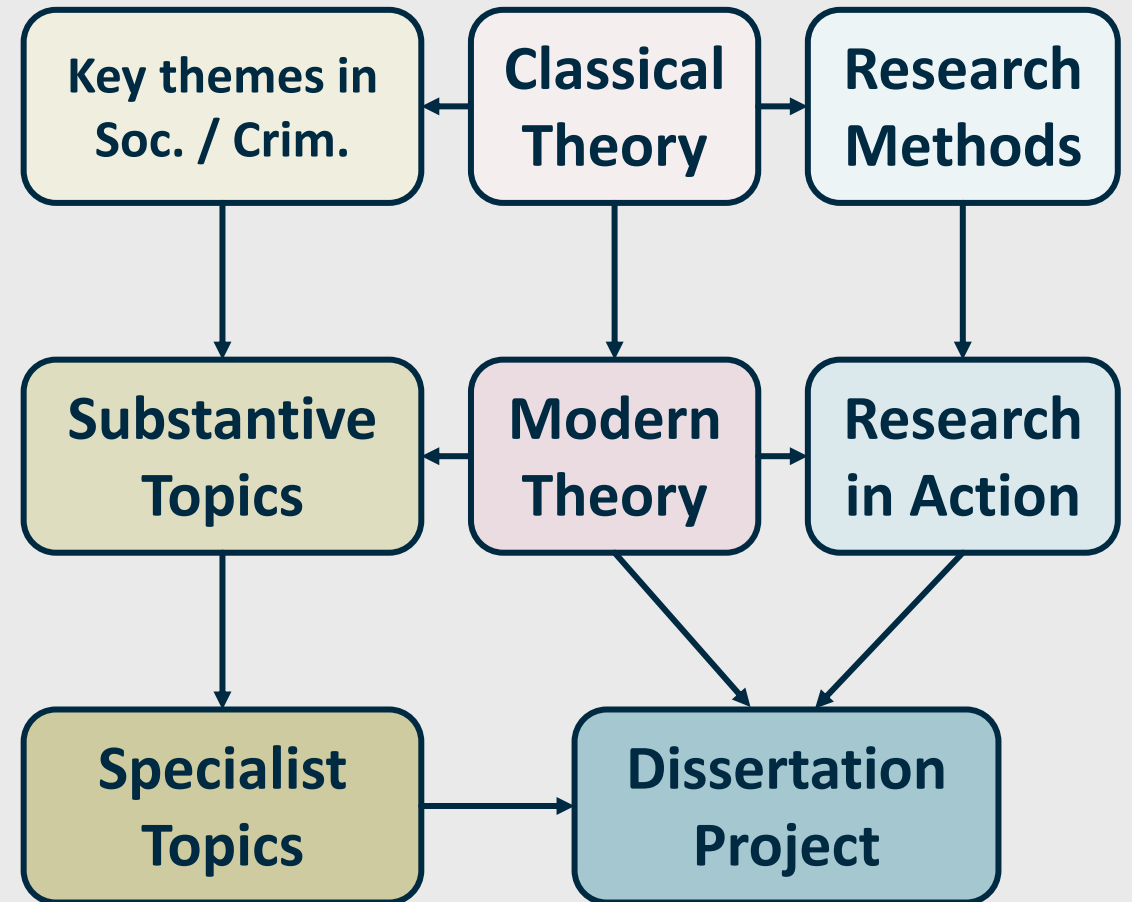 Key themes in
Soc. / Crim.
Classical
Theory
Research
Methods
Substantive
Topics
Modern
Theory
Research
in Action
Specialist
Topics
Dissertation
Project